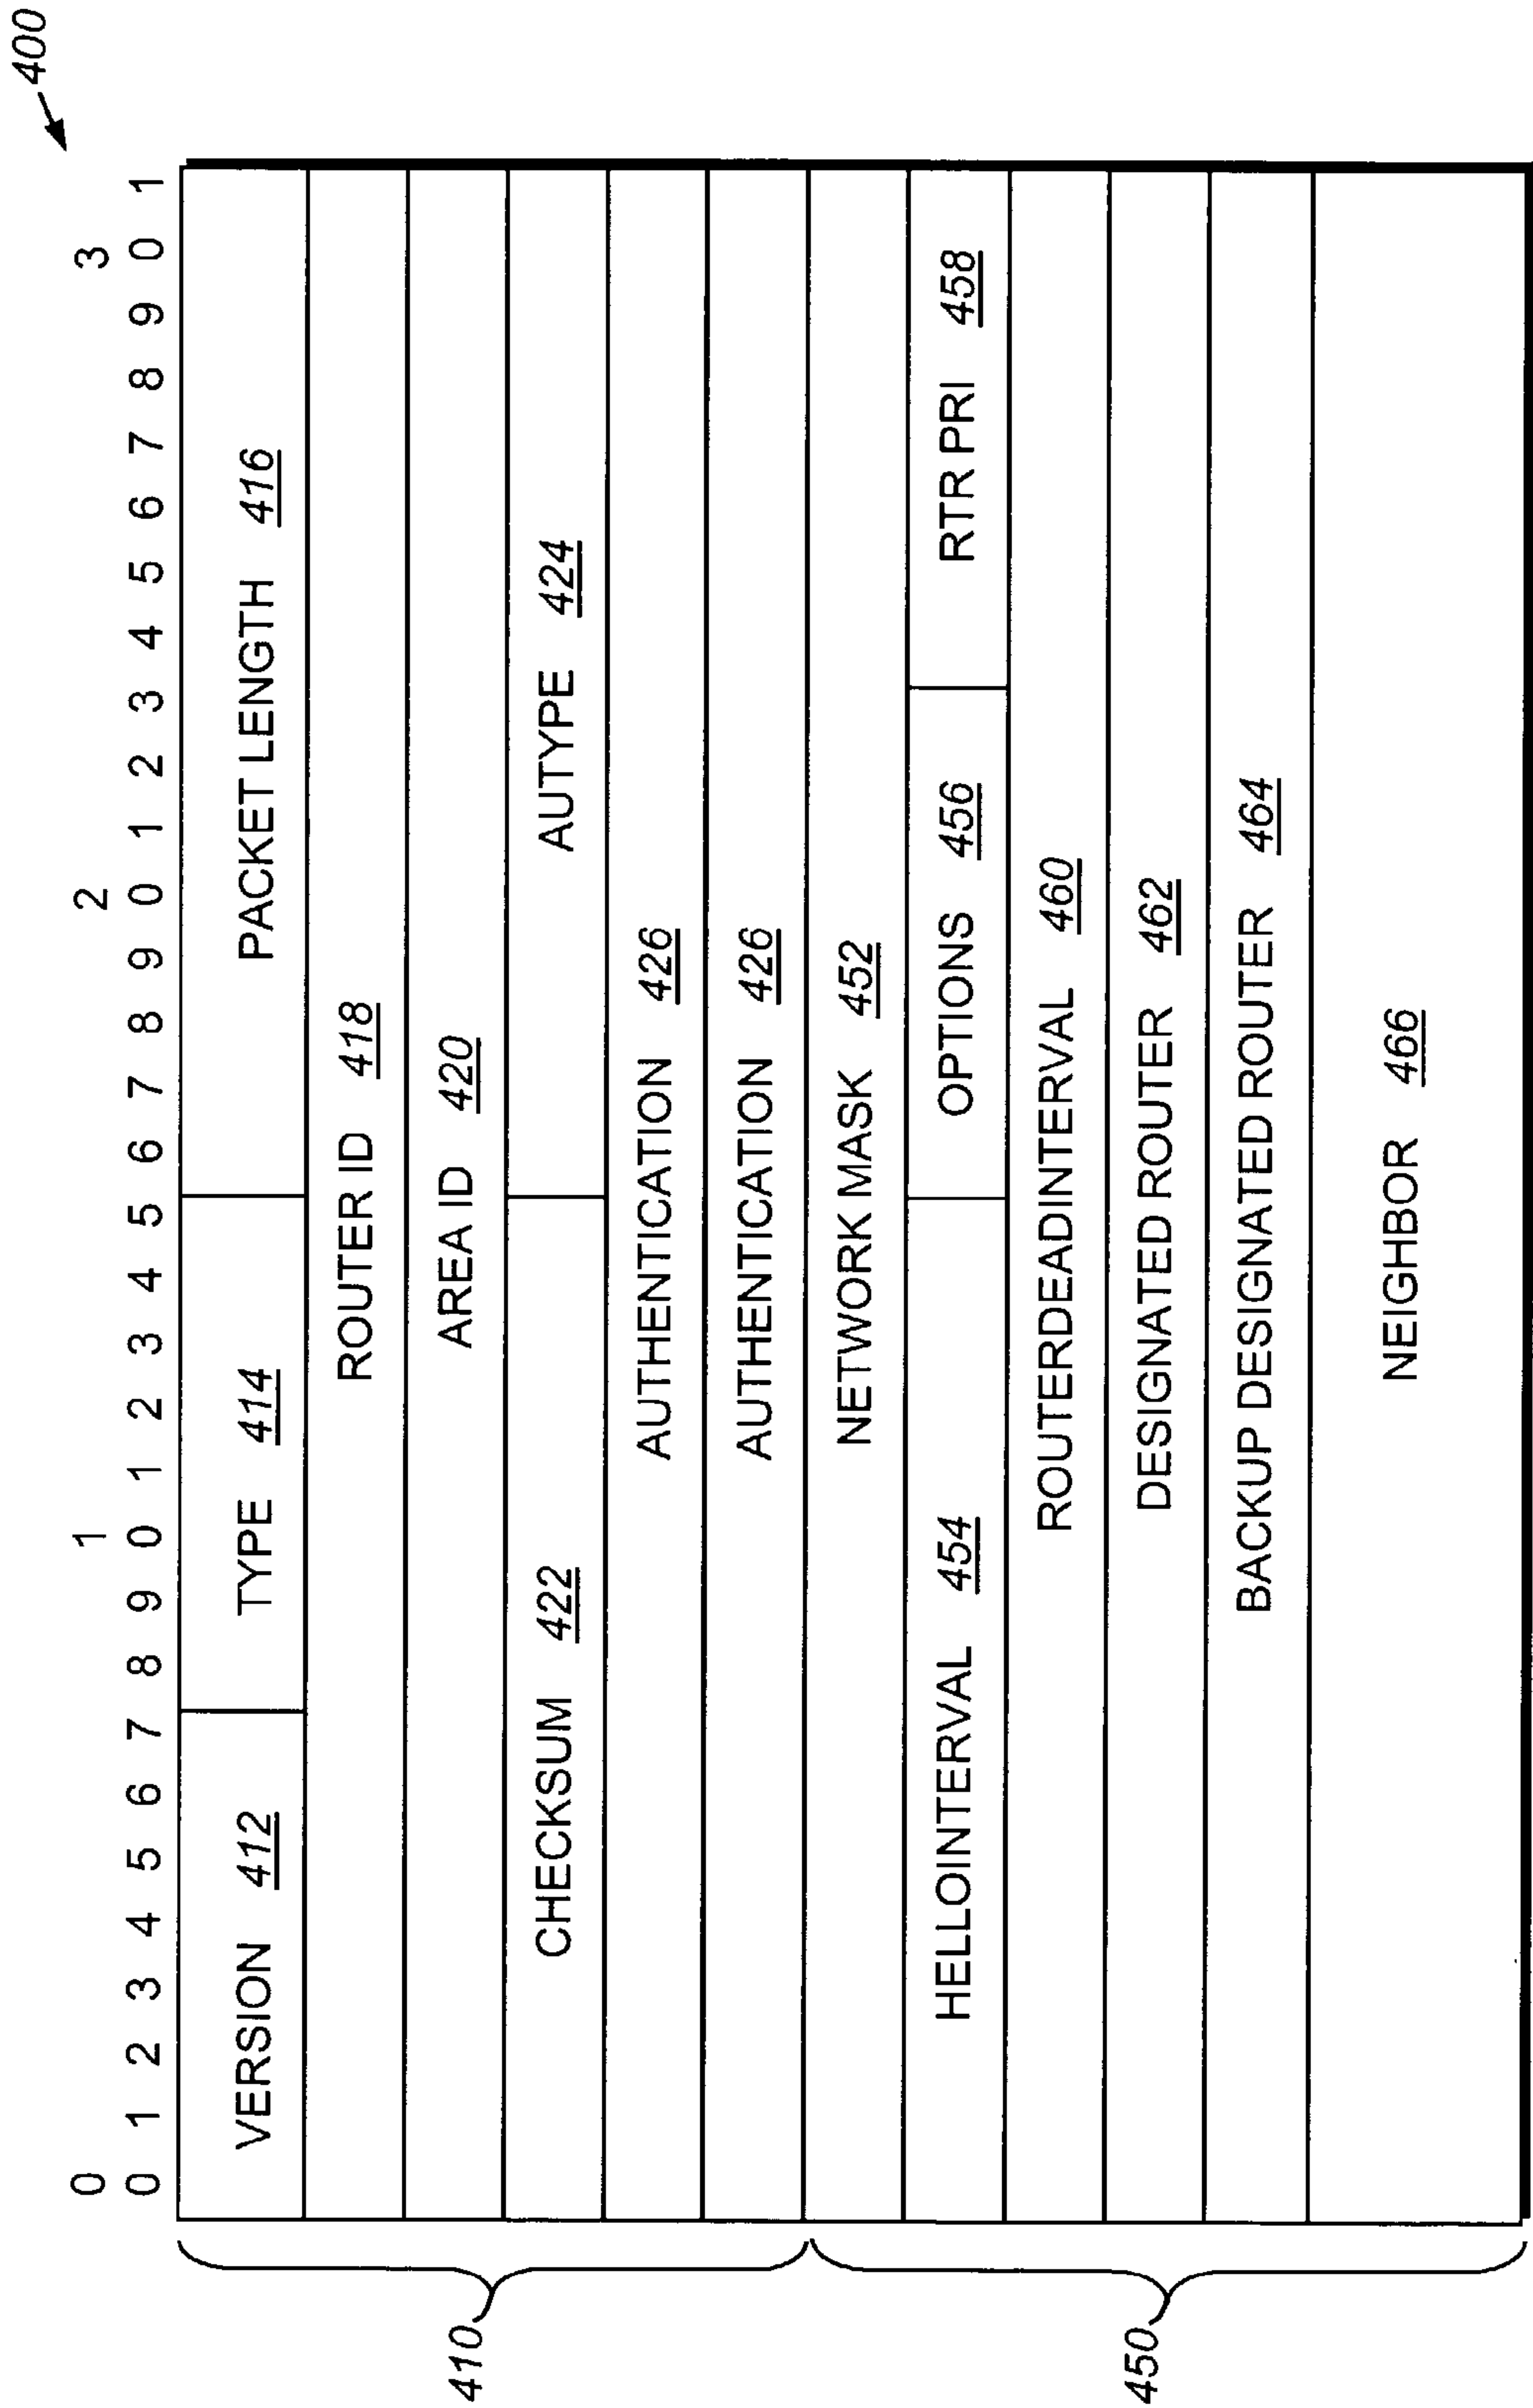 400
0 1 2 3
0 1 2 3 4 5 6 7 8 9 0 1 2 3 4 5 6 7 8 9 0 1 2 3 4 5 6 7 8 9 0 1
VERSION 412 TYPE 414 PACKET LENGTH 416
ROUTER ID 418
AREA ID 420
410
CHECKSUM 422 AUTYPE 424
AUTHENTICATION 426
AUTHENTICATION 426
NETWORK MASK 452
HELLOINTERVAL 454 OPTIONS 456 RTR PRI 458
ROUTERDEADINTERVAL 460
450
DESIGNATED ROUTER 462
BACKUP DESIGNATED ROUTER 464
NEIGHBOR 466